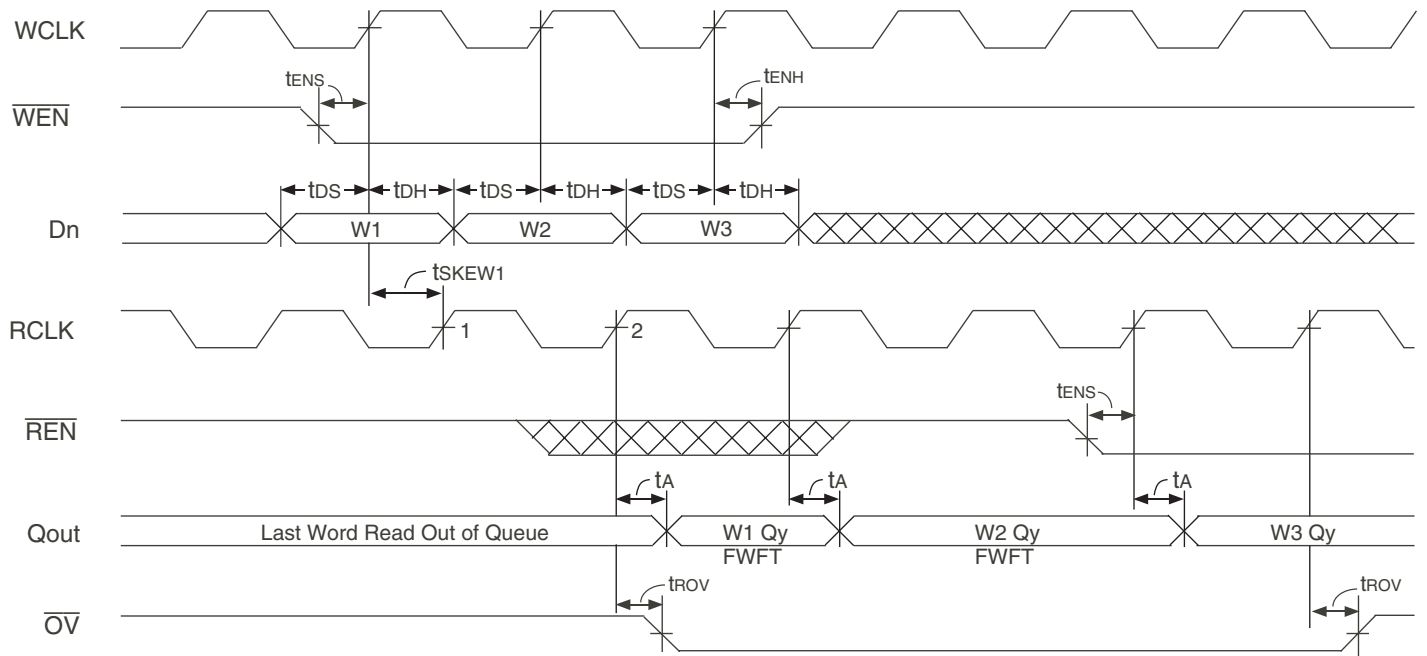 WCLK
tENS
tENH
WEN
tDS tDH tDS tDH tDS tDH
Dn W1 W2 W3
tSKEW1
RCLK 1 2
tENS
REN
tA tA tA
Qout Last Word Read Out of Queue W1 Qy W2 Qy W3 Qy
FWFT FWFT
tROV tROV
OV